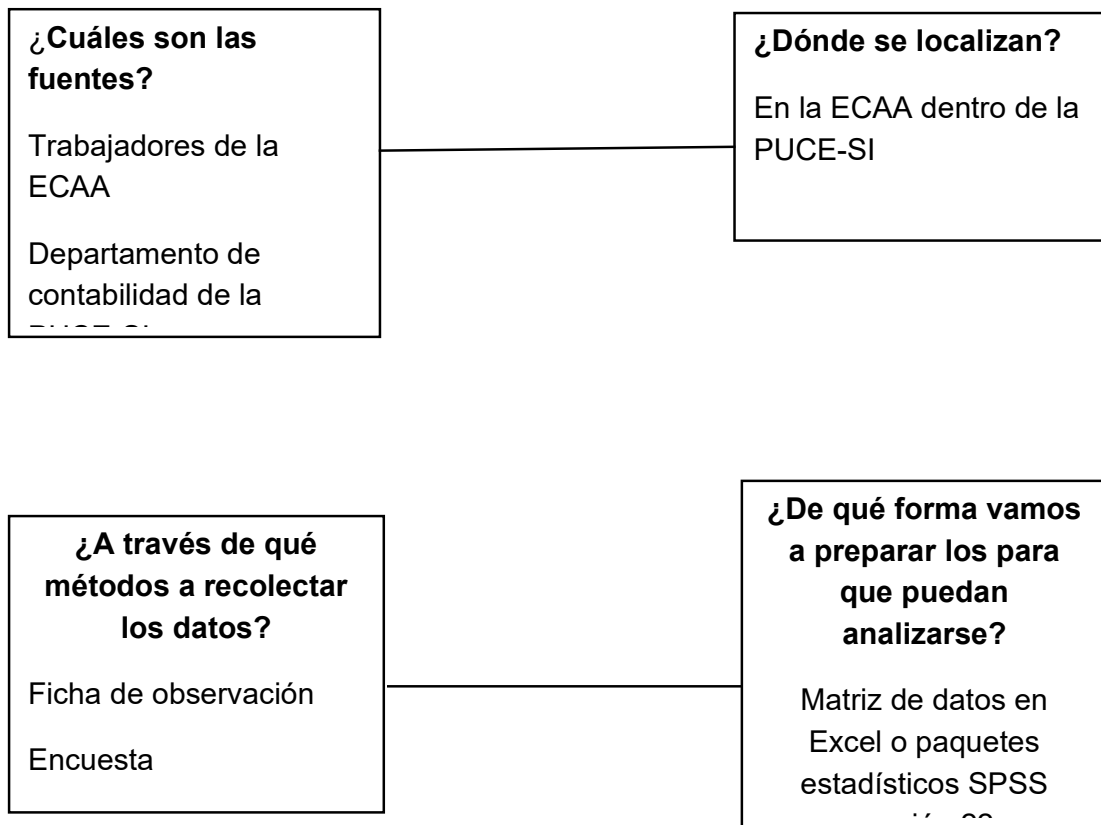 ¿Cuáles son las
fuentes?
Trabajadores de la
ECAA
Departamento de
contabilidad de la
¿Dónde se localizan?
En la ECAA dentro de la
PUCE-SI
¿A través de qué
métodos a recolectar
los datos?
Ficha de observación
Encuesta
¿De qué forma vamos
a preparar los para
que puedan
analizarse?
Matriz de datos en
Excel o paquetes
estadísticos SPSS